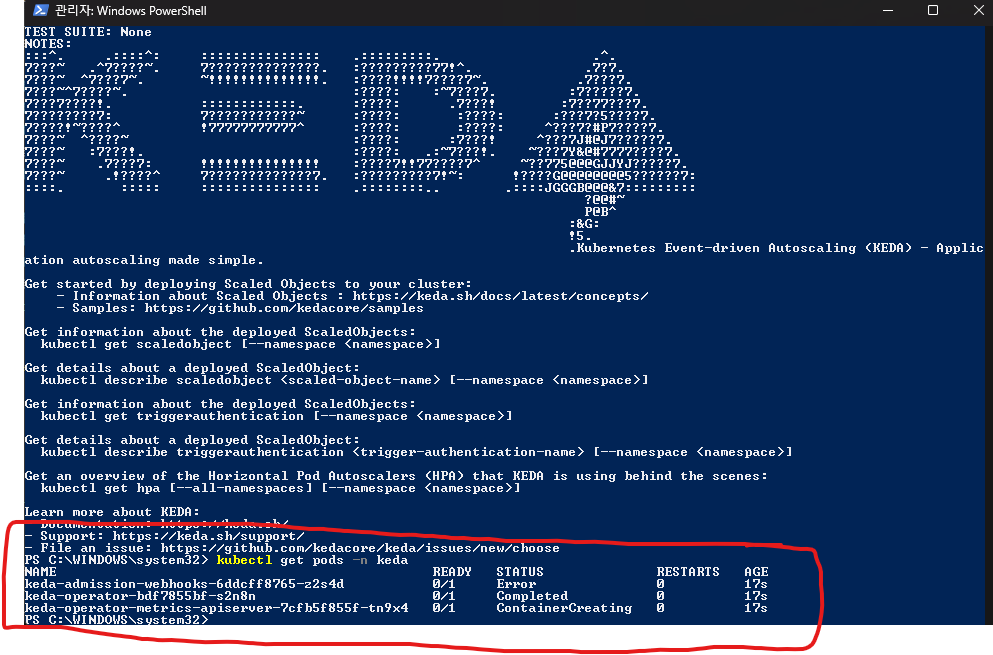 관리자: Windows PowerShell
TEST SUITE: None
NOTES:
.Kubernetes Event-driven Autoscaling (KEDA) - Applic
ation autoscaling made simple.
Get started by deploying Scaled Objects to your cluster:
- Information about Scaled Objects : https://keda.sh/docs/latest/concepts/
- Samples: https://github.com/kedacore/samples
Get information about the deployed ScaledObjects:
kubectl get scaledobject [--namespace <namespace>]
Get details about a deployed ScaledObject:
kubectl describe scaledobject <scaled-object-name> [--namespace <namespace>]
Get information about the deployed ScaledObjects:
kubectl get triggerauthentication [--namespace <namespace>]
Get details about a deployed ScaledObject:
kubectl describe triggerauthentication <trigger-authentication-name> [--namespace <namespace>]
Get an overview of the Horizontal Pod Autoscalers (HPA) that KEDA is using behind the scenes:
kubectl get hpa [--all-namespaces] [--namespace <namespace>]
Learn more about KEDA:
- Documentation: https://keda.sh/
- Support: https://keda.sh/support/
- File an issue: https://github.com/kedacore/keda/issues/new/choose
PS C:\WINDOWS\system32> kubectl get pods -n keda
NAME READY STATUS RESTARTS AGE
keda-admission-webhooks-6ddcff8765-z2s4d 0/1 Error 0 17s
keda-operator-bdf7855bf-s2n8n 0/1 Completed 0 17s
keda-operator-metrics-apiserver-7cfb5f855f-tn9x4 0/1 ContainerCreating 0 17s
PS C:\WINDOWS\system32>